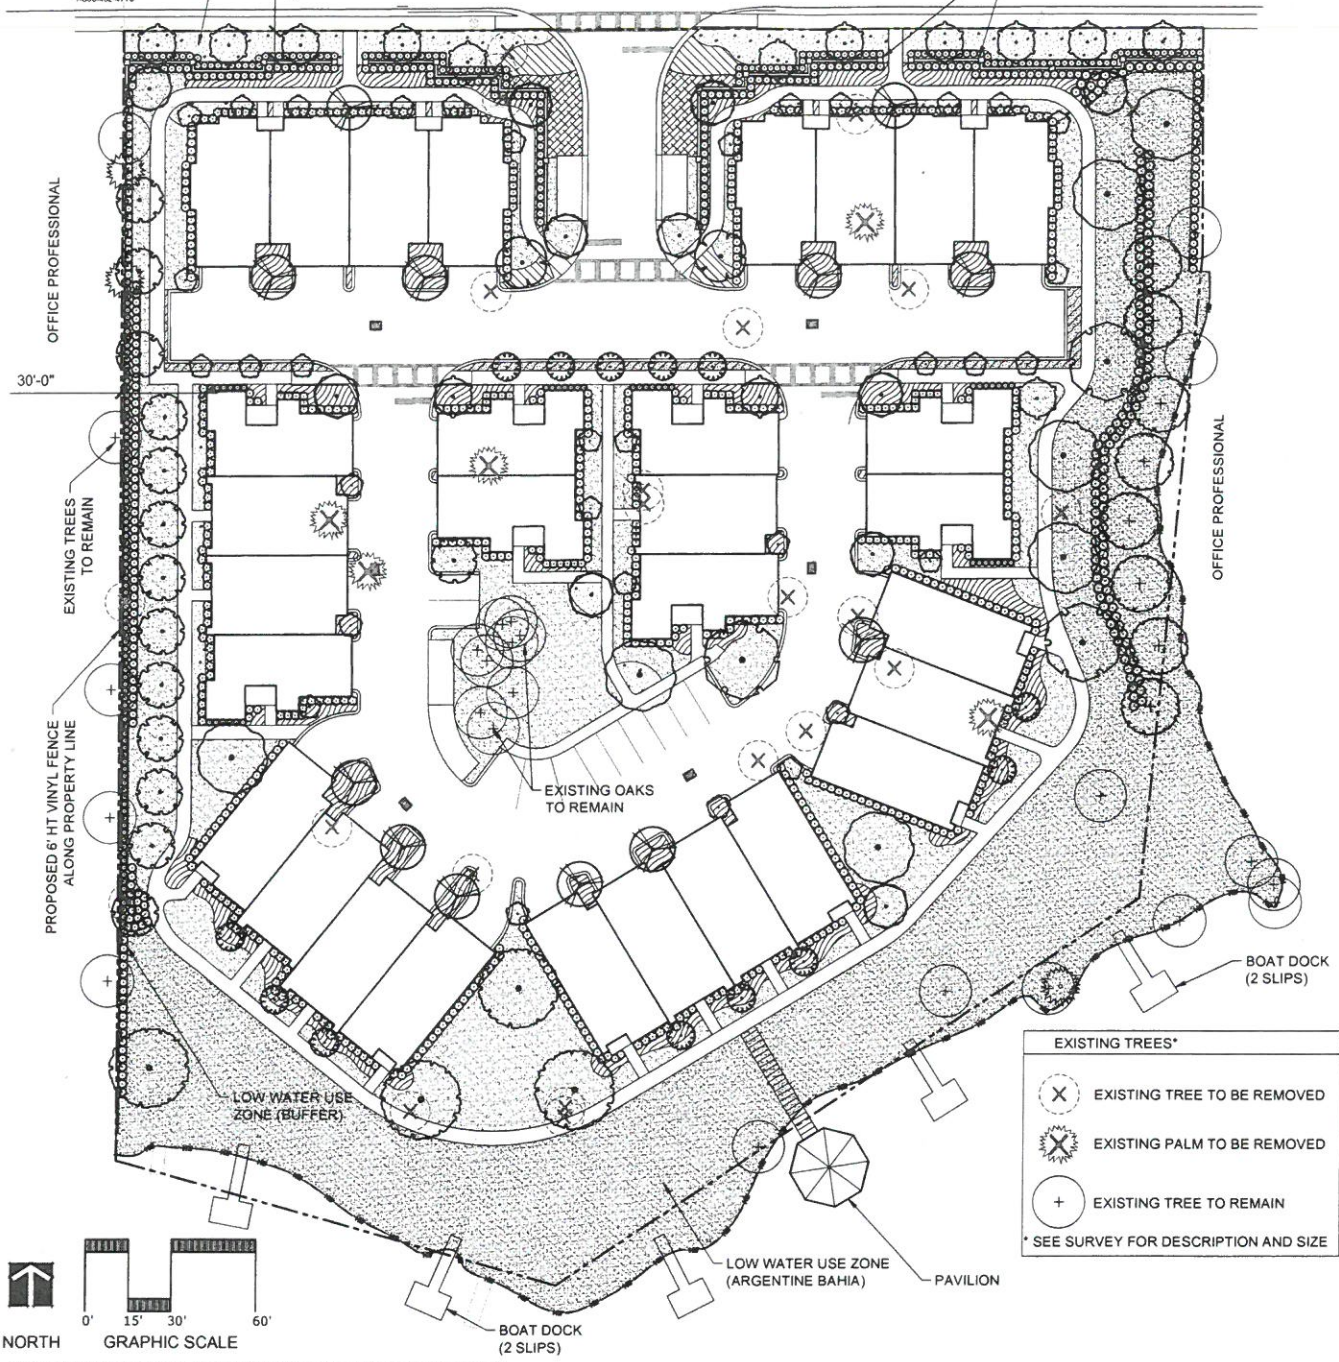 OFFICE PROFESSIONAL
30'-0"
EXISTING TREES
TO REMAIN
PROPOSED 6' HT VINYL FENCE
ALONG PROPERTY LINE
OFFICE PROFESSIONAL
EXISTING OAKS
TO REMAIN
BOAT DOCK
(2 SLIPS)
LOW WATER USE
ZONE (BUFFER)
EXISTING TREES*
EXISTING TREE TO BE REMOVED
EXISTING PALM TO BE REMOVED
EXISTING TREE TO REMAIN
* SEE SURVEY FOR DESCRIPTION AND SIZE
LOW WATER USE ZONE
(ARGENTINE BAHIA)
PAVILION
BOAT DOCK
(2 SLIPS)
0' 15' 30' 60'
NORTH
GRAPHIC SCALE